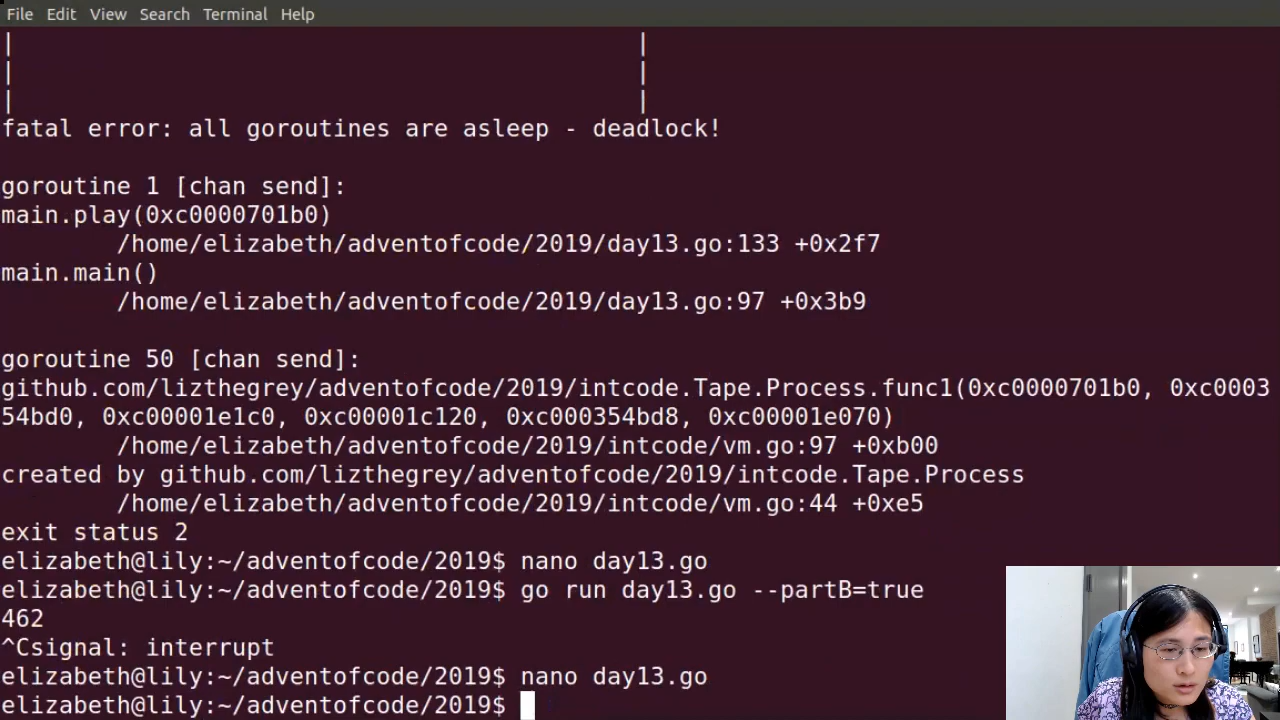 File Edit View Search Terminal Help
| |
| |
| |
fatal error: all goroutines are asleep - deadlock!
goroutine 1 [chan send]:
main.play(0xc0000701b0)
/home/elizabeth/adventofcode/2019/day13.go:133 +0x2f7
main.main()
/home/elizabeth/adventofcode/2019/day13.go:97 +0x3b9
goroutine 50 [chan send]:
github.com/lizthegrey/adventofcode/2019/intcode.Tape.Process.func1(0xc0000701b0, 0xc0003
54bd0, 0xc00001e1c0, 0xc00001c120, 0xc000354bd8, 0xc00001e070)
/home/elizabeth/adventofcode/2019/intcode/vm.go:97 +0xb00
created by github.com/lizthegrey/adventofcode/2019/intcode.Tape.Process
/home/elizabeth/adventofcode/2019/intcode/vm.go:44 +0xe5
exit status 2
elizabeth@lily:~/adventofcode/2019$ nano day13.go
elizabeth@lily:~/adventofcode/2019$ go run day13.go --partB=true
462
^Csignal: interrupt
elizabeth@lily:~/adventofcode/2019$ nano day13.go
elizabeth@lily:~/adventofcode/2019$